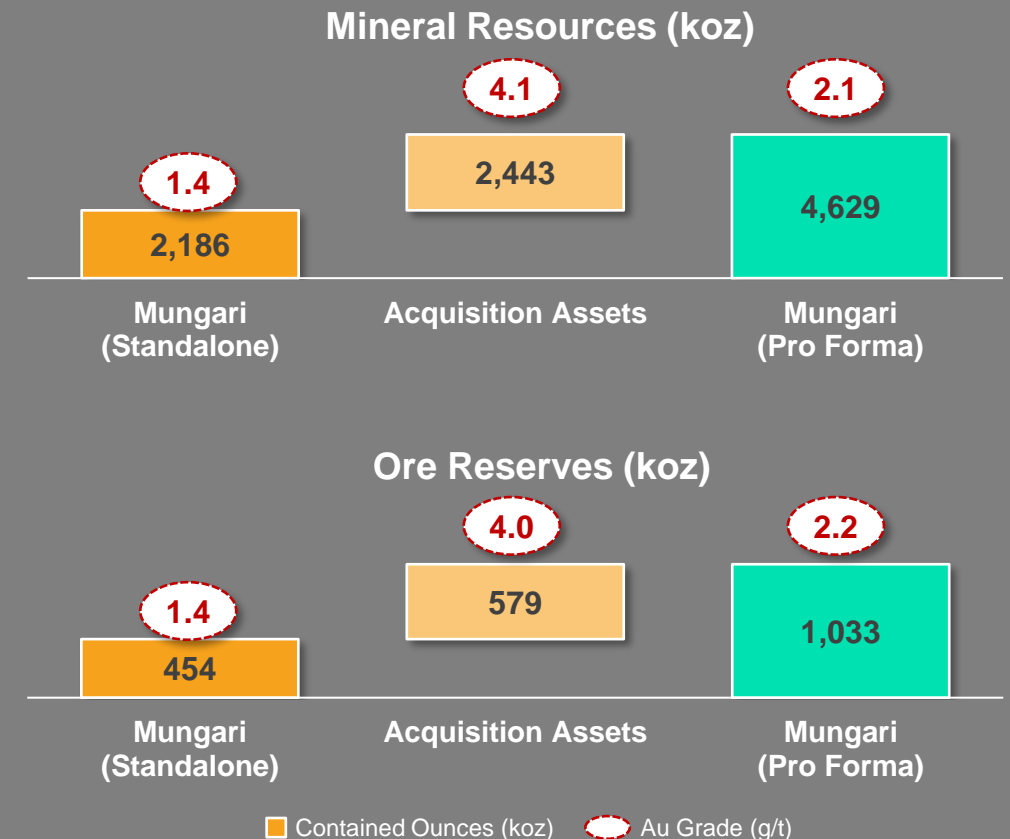 Mineral Resources (koz)
4.1
2.1
1.4
2,443
4,629
2,186
Mungari
(Standalone)
Acquisition Assets
Mungari
(Pro Forma)
Ore Reserves (koz)
4.0
2.2
1.4
579
1,033
454
Mungari
(Standalone)
Acquisition Assets
Mungari
(Pro Forma)
Contained Ounces (koz)
Au Grade (g/t)